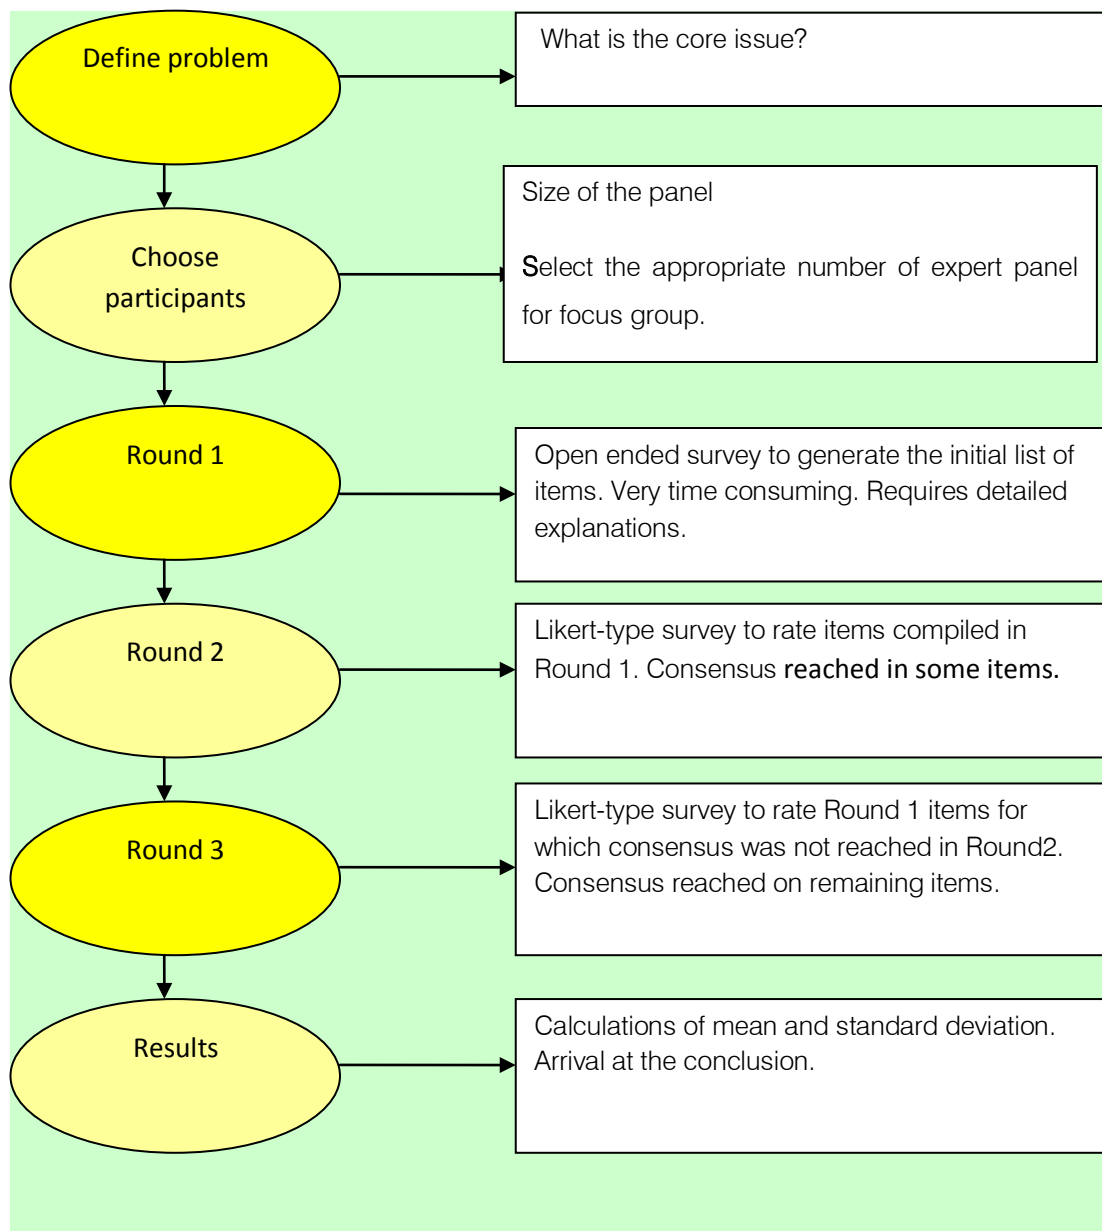 Define problem
What is the core issue?
Choose
participants
Size of the panel
Select the appropriate number of expert panel
for focus group.
Round 1
Open ended survey to generate the initial list of
items. Very time consuming. Requires detailed
explanations.
Round 2
Likert-type survey to rate items compiled in
Round 1. Consensus reached in some items.
Round 3
Likert-type survey to rate Round 1 items for
which consensus was not reached in Round2.
Consensus reached on remaining items.
Results
Calculations of mean and standard deviation.
Arrival at the conclusion.